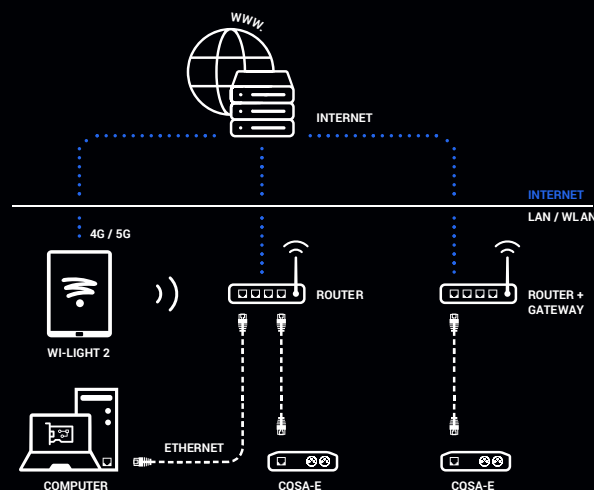 WWW.
INTERNET
INTERNET
LAN / WLAN
4G / 5G
ROUTER
ROUTER +
GATEWAY
WI-LIGHT 2
ETHERNET
COMPUTER
COSA-E
COSA-E